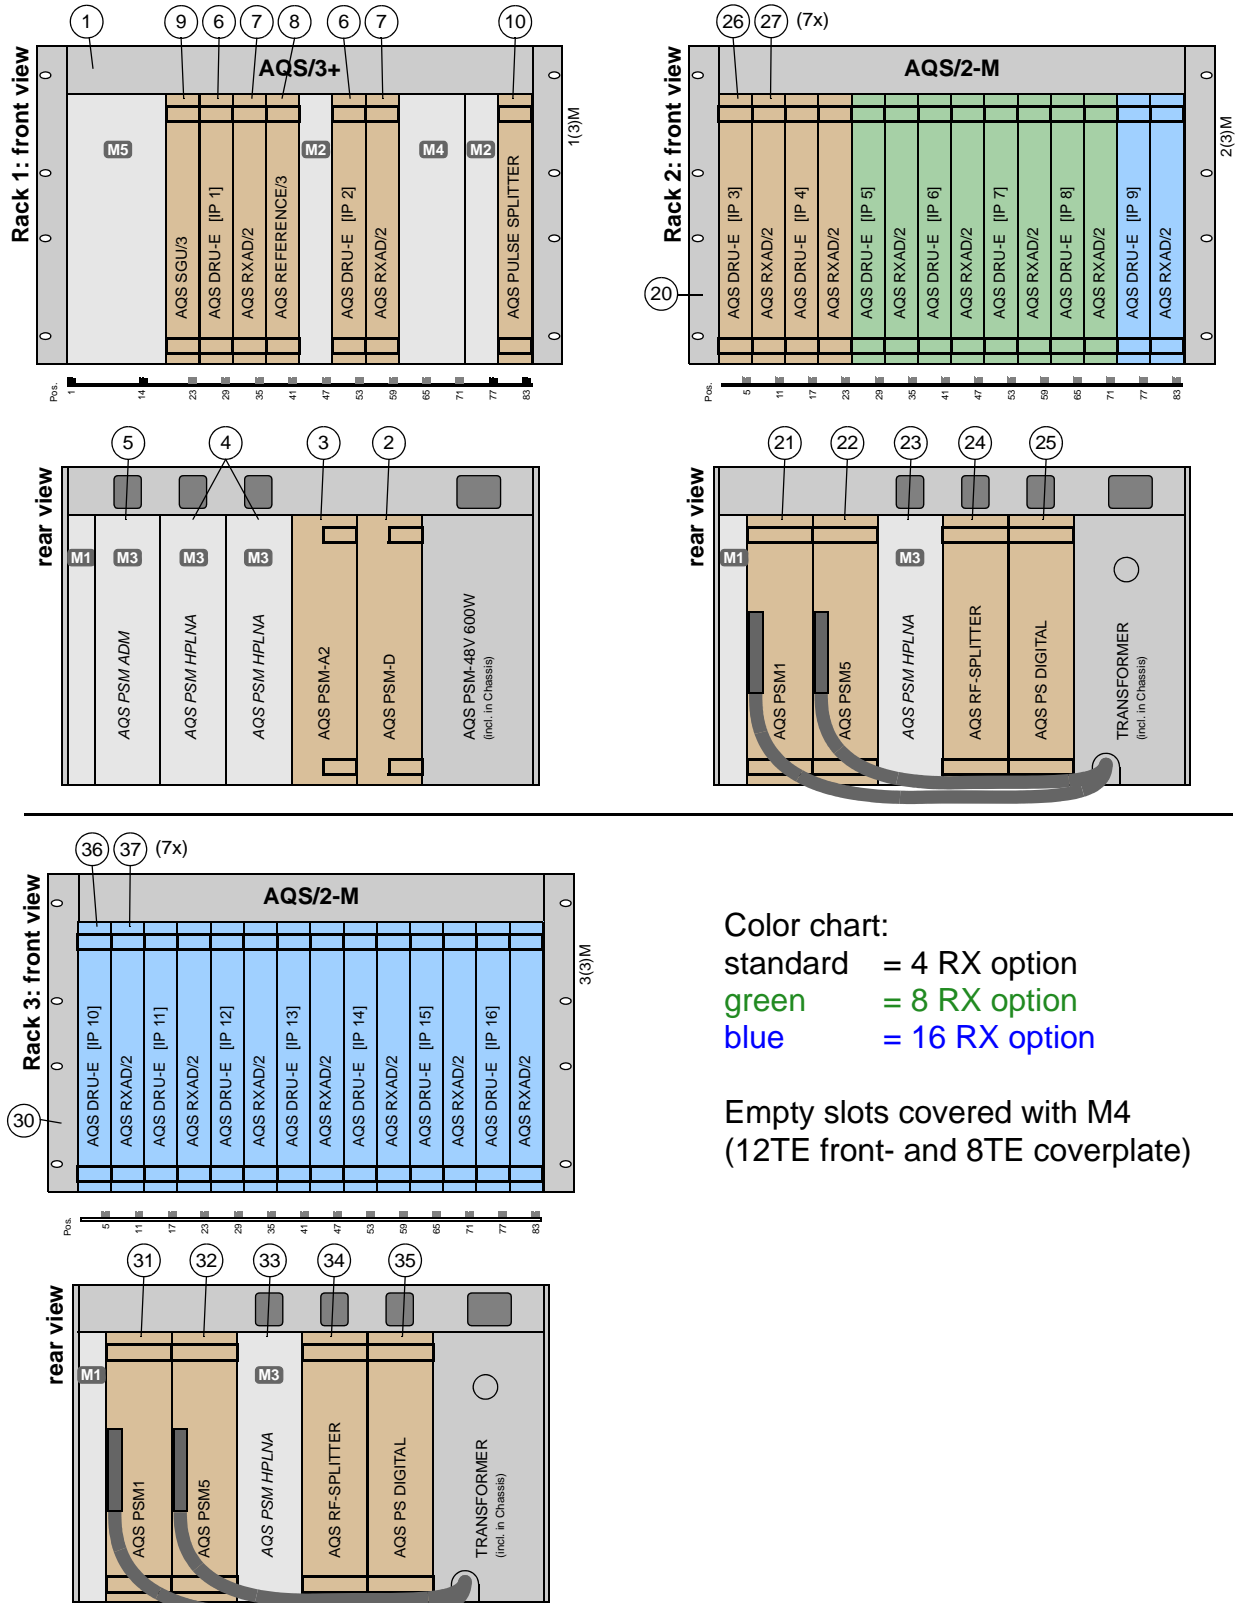 1 9 6 7 8 6 7 10
Rack 1: front view
AQS/3+
1(3)M
M5
M2
M4
M2
AQS SGU/3
AQS DRU-E [IP 1]
AQS RXAD/2
AQS REFERENCE/3
AQS DRU-E [IP 2]
AQS RXAD/2
AQS PULSE SPLITTER
Pos. 1 14 23 29 35 41 47 53 59 65 71 77 83
5 4 3 2
rear view
M1
M3
M3
M3
AQS PSM ADM
AQS PSM HPLNA
AQS PSM HPLNA
AQS PSM-A2
AQS PSM-D
AQS PSM-48V 600W
(incl. in Chassis)
26 27 (7x)
Rack 2: front view
AQS/2-M
2(3)M
20
AQS DRU-E [IP 3]
AQS RXAD/2
AQS DRU-E [IP 4]
AQS RXAD/2
AQS DRU-E [IP 5]
AQS RXAD/2
AQS DRU-E [IP 6]
AQS RXAD/2
AQS DRU-E [IP 7]
AQS RXAD/2
AQS DRU-E [IP 8]
AQS RXAD/2
AQS DRU-E [IP 9]
AQS RXAD/2
Pos. 5 11 17 23 29 35 41 47 53 59 65 71 77 83
21 22 23 24 25
rear view
M1
M3
AQS PSM1
AQS PSM5
AQS PSM HPLNA
AQS RF-SPLITTER
AQS PS DIGITAL
TRANSFORMER
(incl. in Chassis)
36 37 (7x)
Rack 3: front view
AQS/2-M
3(3)M
30
AQS DRU-E [IP 10]
AQS RXAD/2
AQS DRU-E [IP 11]
AQS RXAD/2
AQS DRU-E [IP 12]
AQS RXAD/2
AQS DRU-E [IP 13]
AQS RXAD/2
AQS DRU-E [IP 14]
AQS RXAD/2
AQS DRU-E [IP 15]
AQS RXAD/2
AQS DRU-E [IP 16]
AQS RXAD/2
Pos. 5 11 17 23 29 35 41 47 53 59 65 71 77 83
31 32 33 34 35
rear view
M1
M3
AQS PSM1
AQS PSM5
AQS PSM HPLNA
AQS RF-SPLITTER
AQS PS DIGITAL
TRANSFORMER
(incl. in Chassis)
Color chart:
standard = 4 RX option
green = 8 RX option
blue = 16 RX option
Empty slots covered with M4
(12TE front- and 8TE coverplate)